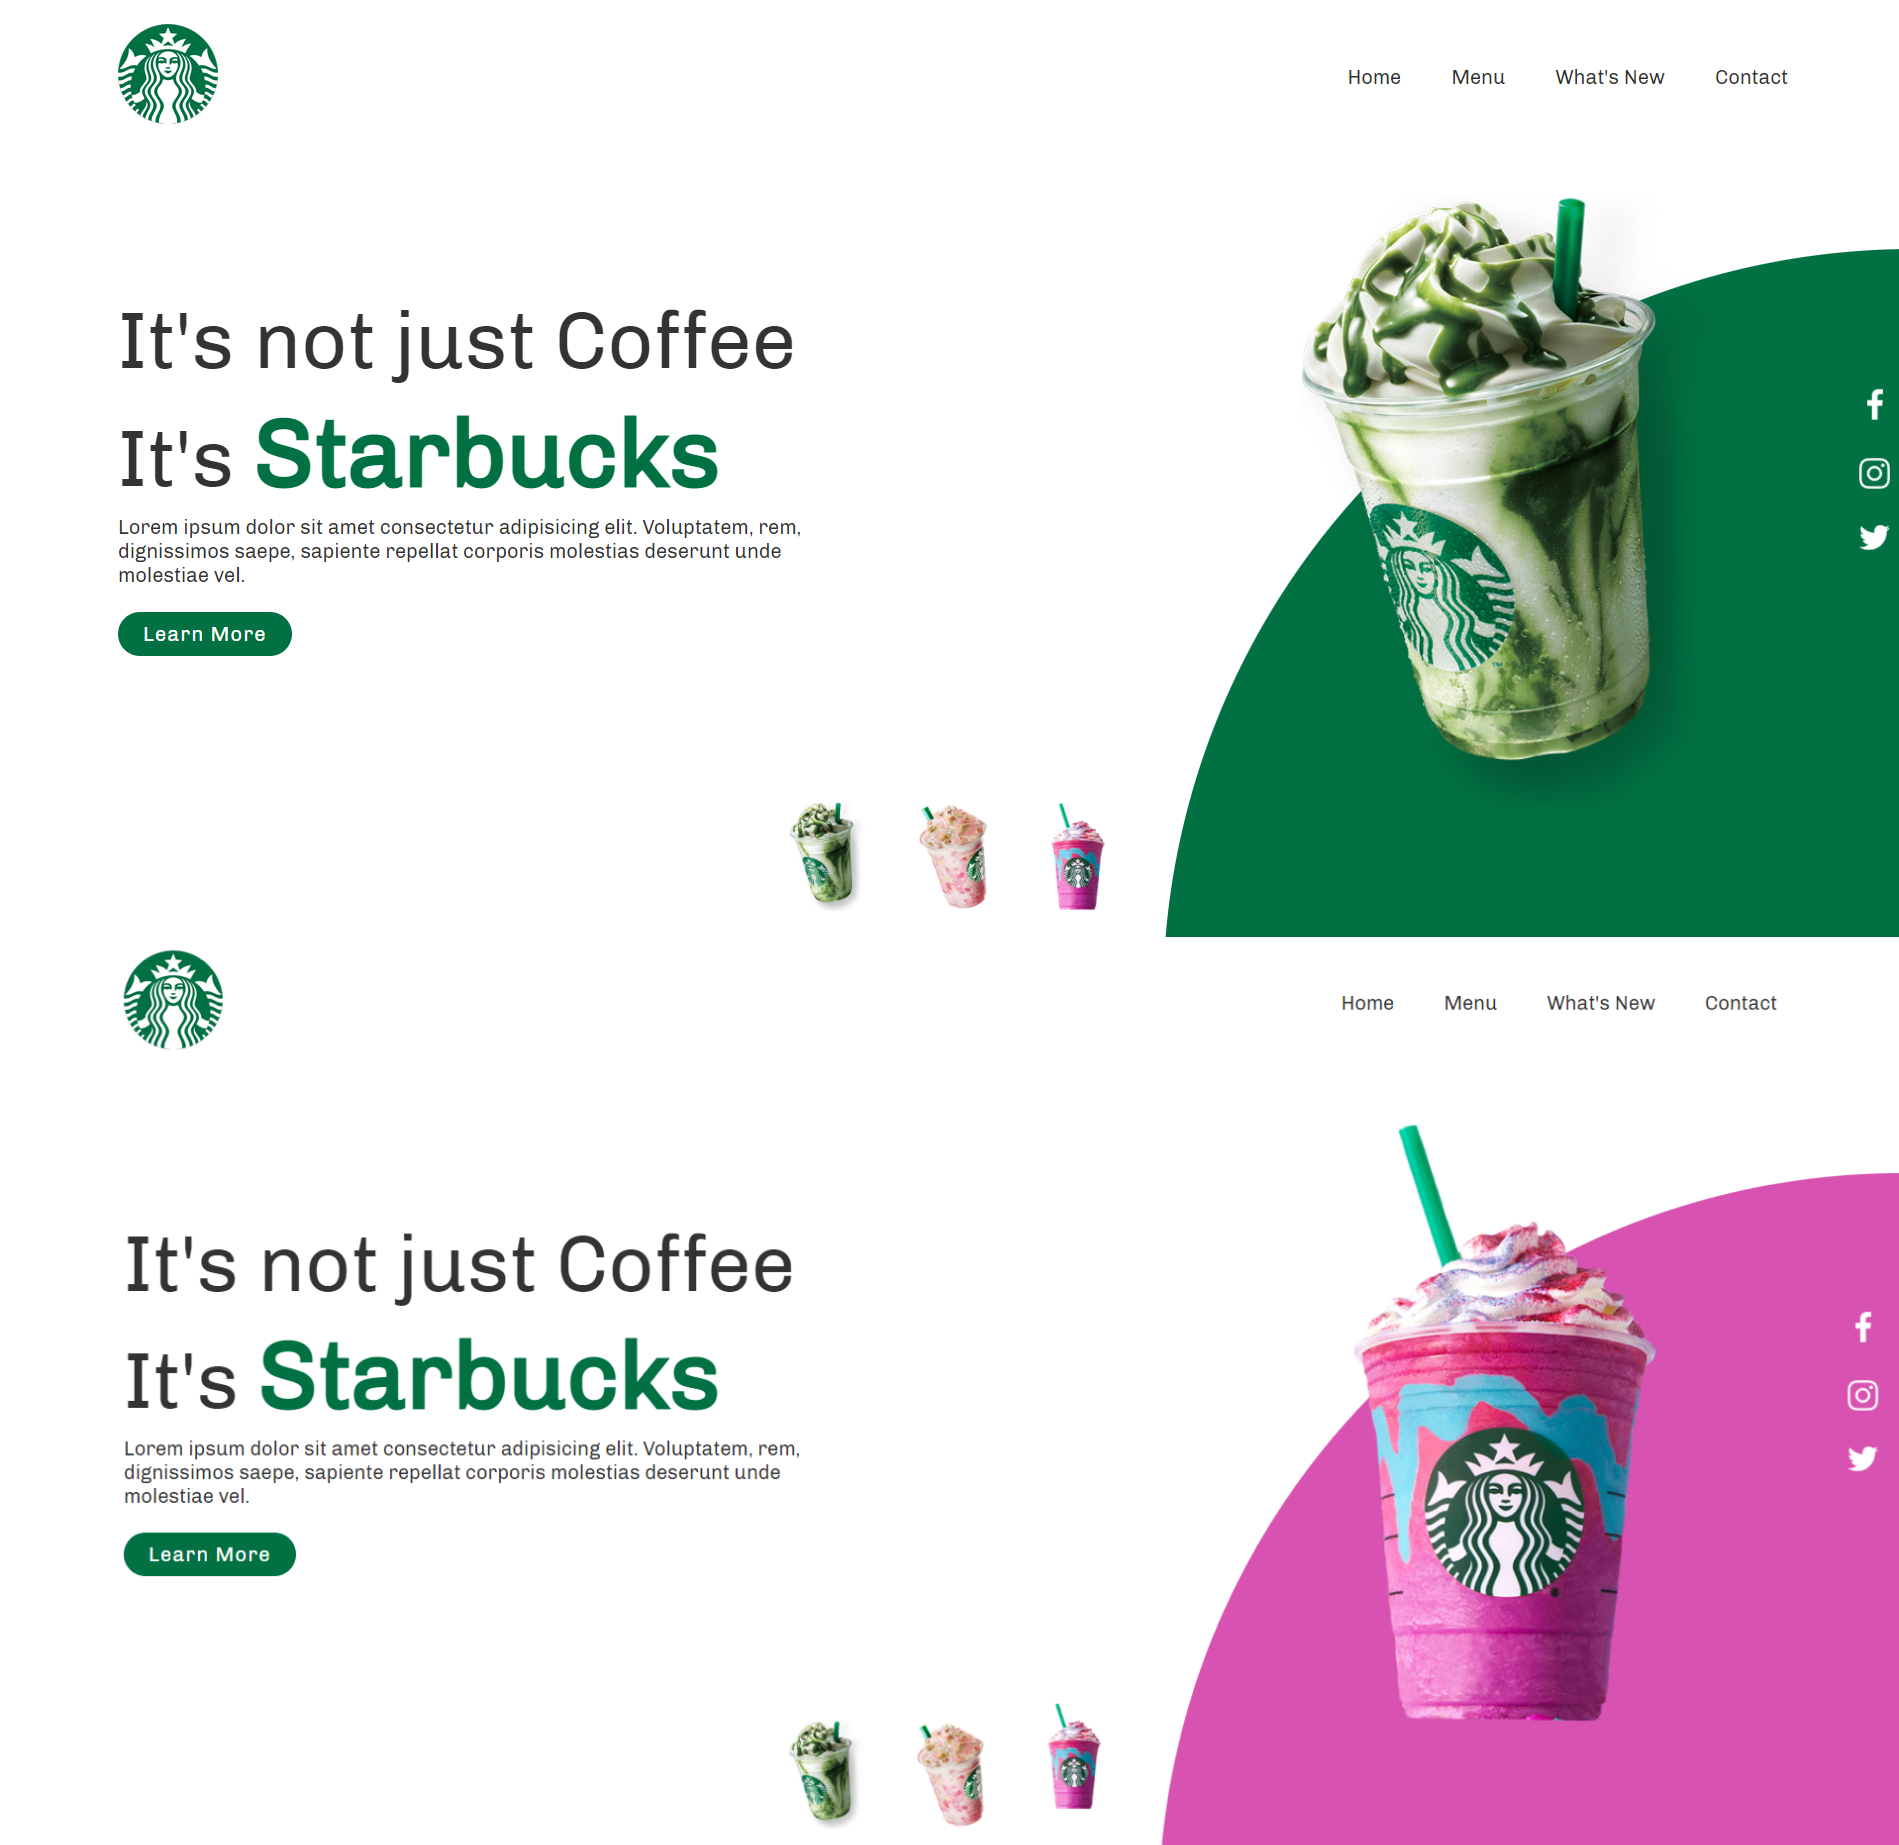 Home Menu What's New Contact
It's not just Coffee
It's Starbucks
Lorem ipsum dolor sit amet consectetur adipisicing elit. Voluptatem, rem,
dignissimos saepe, sapiente repellat corporis molestias deserunt unde
molestiae vel.
Learn More
TM
Home Menu What's New Contact
It's not just Coffee
It's Starbucks
Lorem ipsum dolor sit amet consectetur adipisicing elit. Voluptatem, rem,
dignissimos saepe, sapiente repellat corporis molestias deserunt unde
molestiae vel.
Learn More